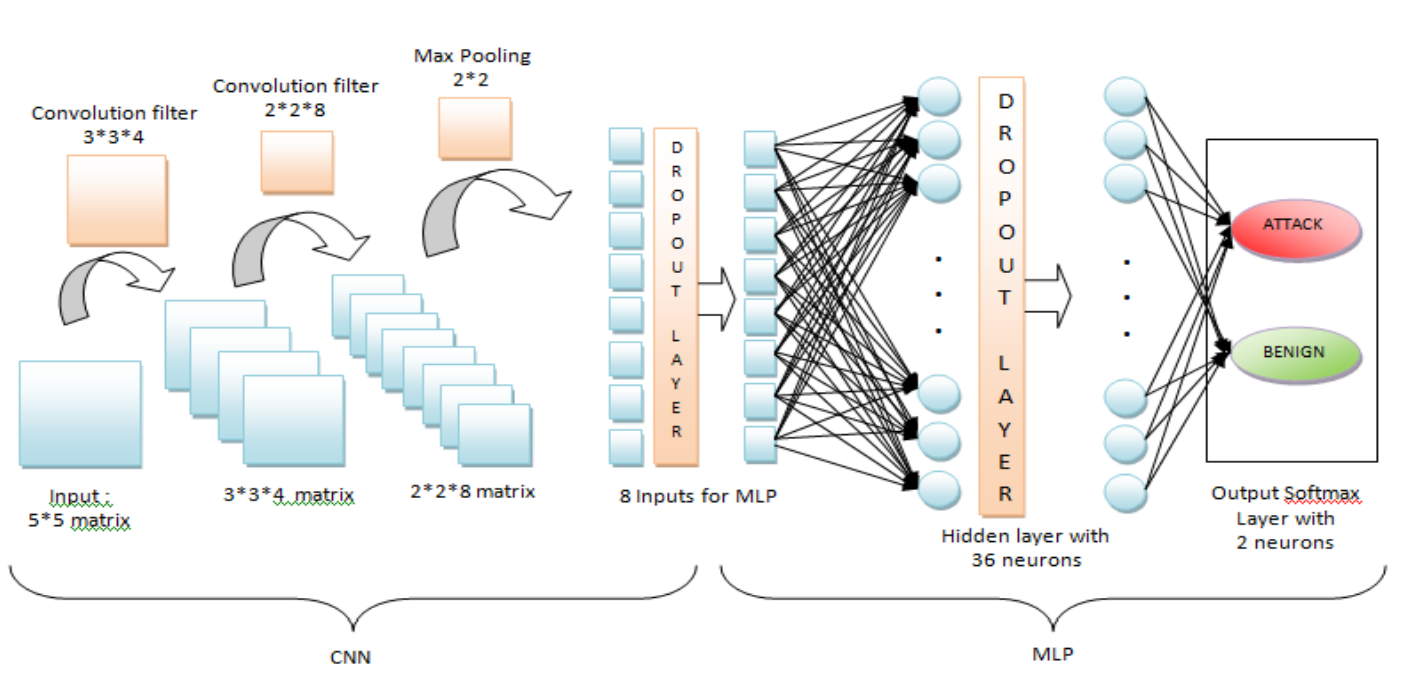 Convolution filter
3*3*4
Convolution filter
2*2*8
Max Pooling
2*2
Input :
5*5 matrix
3*3*4 matrix
2*2*8 matrix
DROPOUT LAYER
8 Inputs for MLP
DROPOUT LAYER
Hidden layer with
36 neurons
ATTACK
BENIGN
Output Softmax
Layer with
2 neurons
CNN
MLP